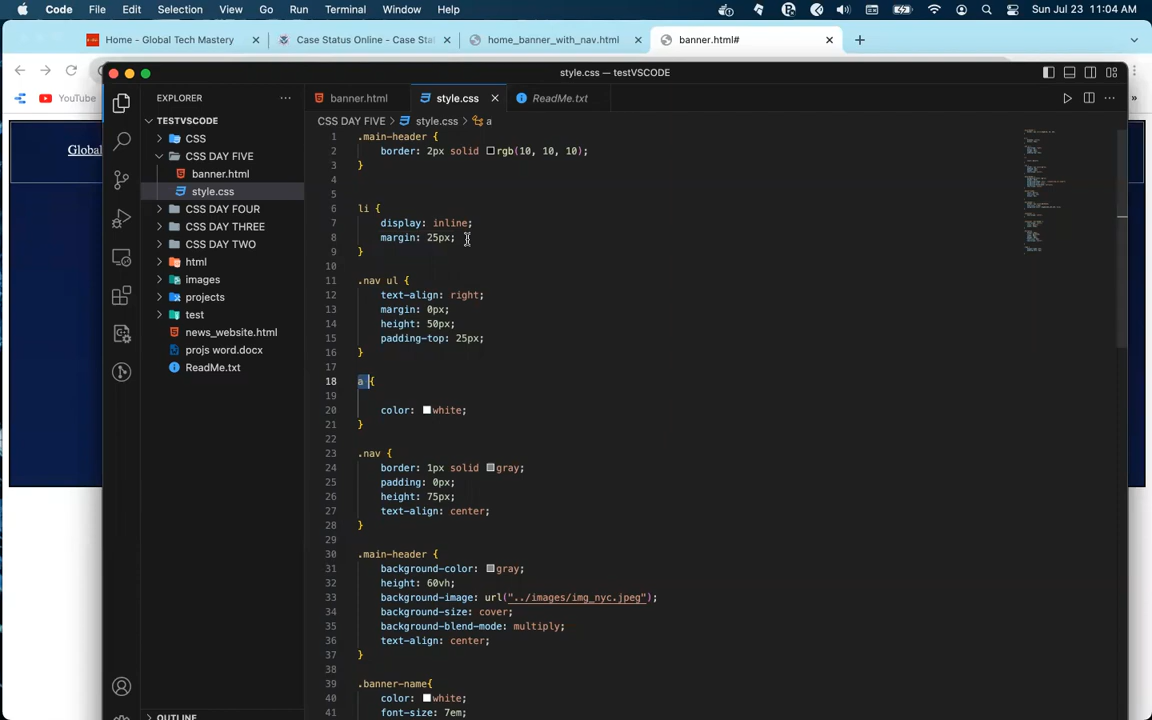 Code File Edit Selection View Go Run Terminal Window Help Sun Jul 23 11:04 AM
Home - Global Tech Mastery Case Status Online - Case Sta home_banner_with_nav.html banner.html#
style.css — testVSCODE
YouTube
Global
EXPLORER
TESTVSCODE
CSS
CSS DAY FIVE
banner.html
style.css
CSS DAY FOUR
CSS DAY THREE
CSS DAY TWO
html
images
projects
test
news_website.html
projs word.docx
ReadMe.txt
OUTLINE
banner.html style.css ReadMe.txt
CSS DAY FIVE > style.css > a
1 .main-header {
2 border: 2px solid rgb(10, 10, 10);
3 }
4
5
6 li {
7 display: inline;
8 margin: 25px;
9 }
10
11 .nav ul {
12 text-align: right;
13 margin: 0px;
14 height: 50px;
15 padding-top: 25px;
16 }
17
18 a {
19
20 color: white;
21 }
22
23 .nav {
24 border: 1px solid gray;
25 padding: 0px;
26 height: 75px;
27 text-align: center;
28 }
29
30 .main-header {
31 background-color: gray;
32 height: 60vh;
33 background-image: url("../images/img_nyc.jpeg");
34 background-size: cover;
35 background-blend-mode: multiply;
36 text-align: center;
37 }
38
39 .banner-name{
40 color: white;
41 font-size: 7em;